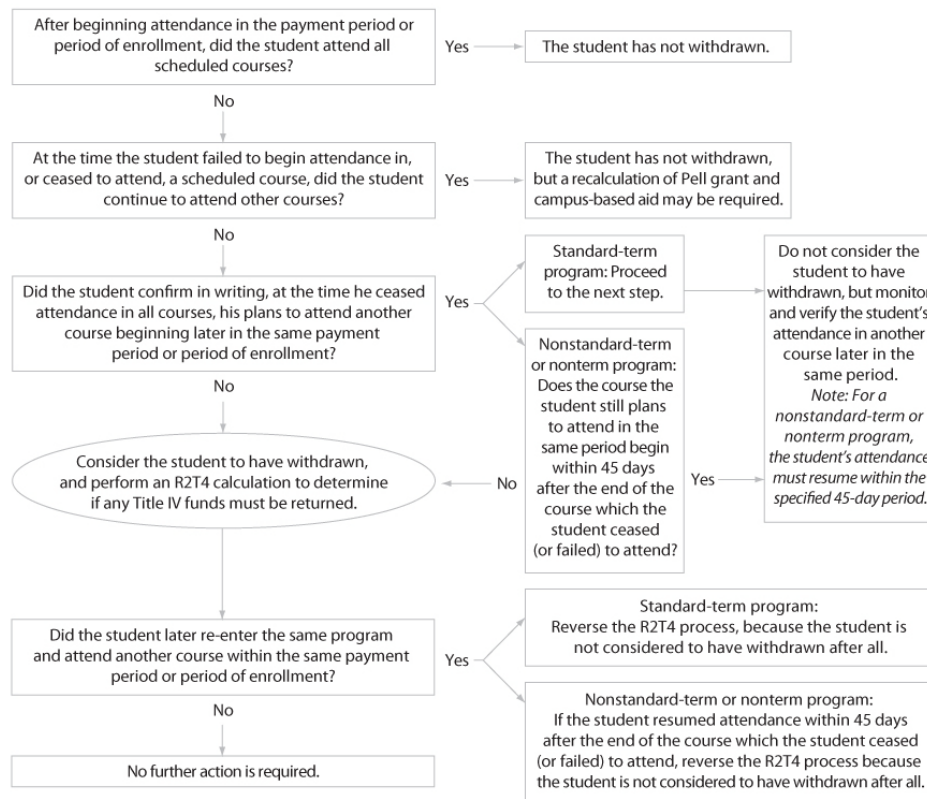 After beginning attendance in the payment period or
period of enrollment, did the student attend all
scheduled courses?
Yes
The student has not withdrawn.
No
At the time the student failed to begin attendance in,
or ceased to attend, a scheduled course, did the student
continue to attend other courses?
Yes
The student has not withdrawn,
but a recalculation of Pell grant and
campus-based aid may be required.
No
Did the student confirm in writing, at the time he ceased
attendance in all courses, his plans to attend another
course beginning later in the same payment
period or period of enrollment?
Yes
Standard-term
program: Proceed
to the next step.
Nonstandard-term
or nonterm program:
Does the course the
student still plans
to attend in the
same period begin
within 45 days
after the end of the
course which the
student ceased
(or failed) to attend?
Yes
Do not consider the
student to have
withdrawn, but monitor
and verify the student's
attendance in another
course later in the
same period.
Note: For a
nonstandard-term or
nonterm program,
the student's attendance
must resume within the
specified 45-day period.
No
No
Consider the student to have withdrawn,
and perform an R2T4 calculation to determine
if any Title IV funds must be returned.
Did the student later re-enter the same program
and attend another course within the same payment
period or period of enrollment?
Yes
Standard-term program:
Reverse the R2T4 process, because the student is
not considered to have withdrawn after all.
Nonstandard-term or nonterm program:
If the student resumed attendance within 45 days
after the end of the course which the student ceased
(or failed) to attend, reverse the R2T4 process because
the student is not considered to have withdrawn after all.
No
No further action is required.